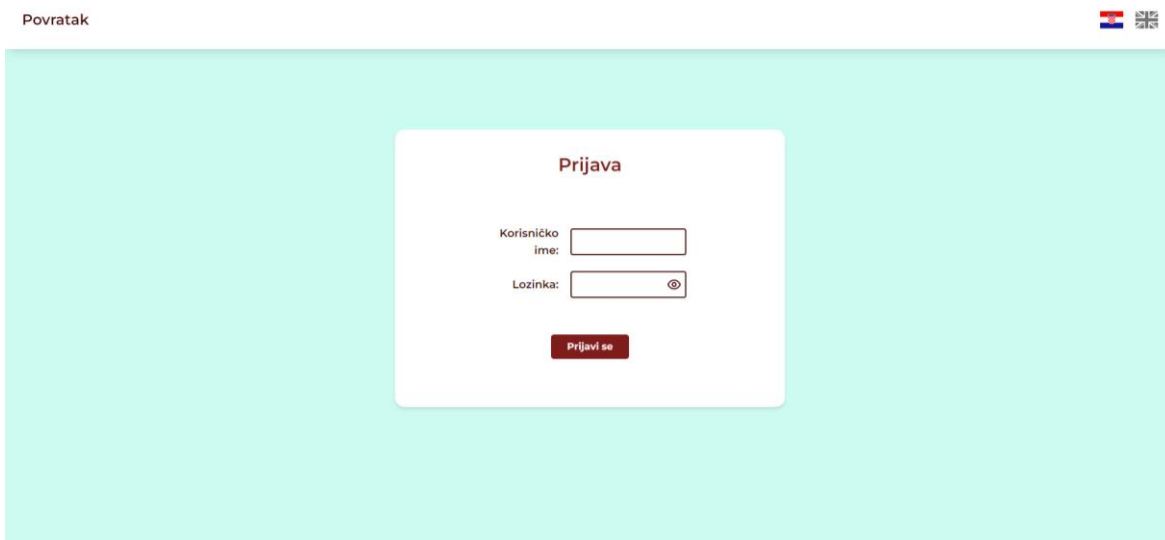 Povratak
Prijava
Korisničko
ime:
Lozinka:
Prijavi se